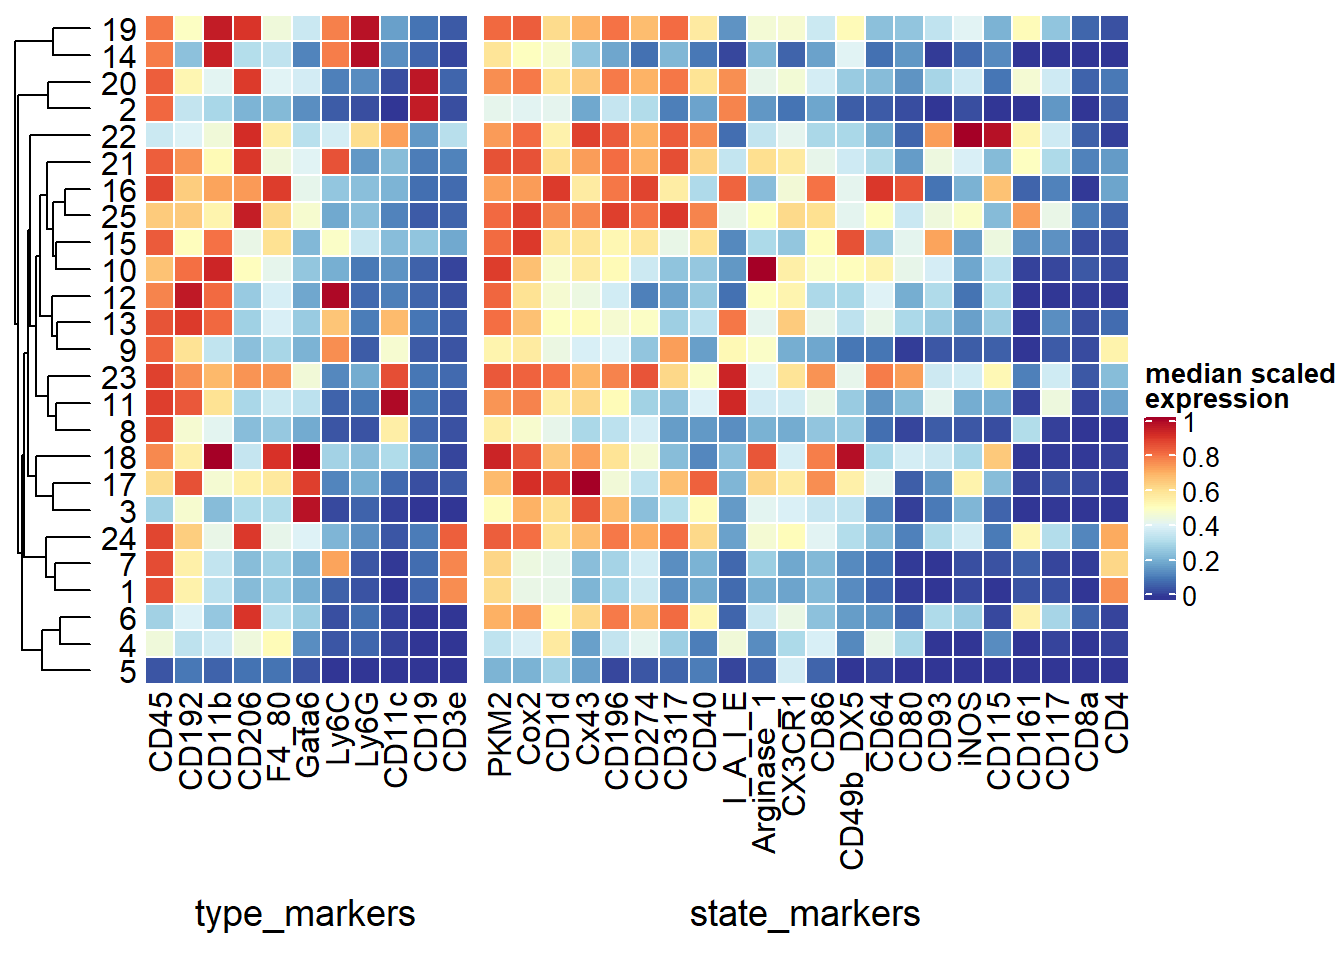 19
14
20
2
22
21
16
25
15
10
12
13
9
23
11
8
18
17
3
24
7
1
6
4
5
CD45
CD192
CD11b
CD206
F4_80
Gata6
Ly6C
Ly6G
CD11c
CD19
CD3e
PKM2
Cox2
CD1d
Cx43
CD196
CD274
CD317
CD40
I_A_I_E
Arginase_1
CX3CR1
CD86
CD49b_DX5
CD64
CD80
CD93
iNOS
CD115
CD161
CD117
CD8a
CD4
type_markers
state_markers
median scaled
expression
1
0.8
0.6
0.4
0.2
0